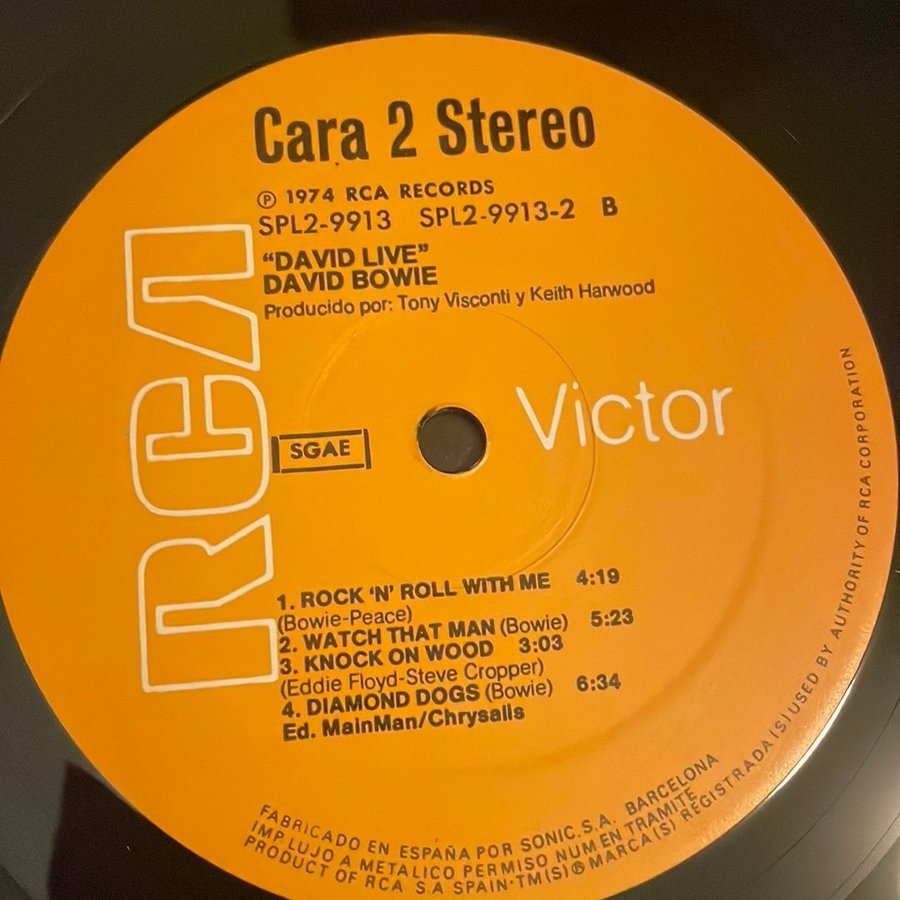 Cara 2 Stereo
℗ 1974 RCA RECORDS
SPL2-9913 SPL2-9913-2 B
"DAVID LIVE"
DAVID BOWIE
Producido por: Tony Visconti y Keith Harwood
RCA
Victor
SGAE
1. ROCK 'N' ROLL WITH ME 4:19
(Bowie-Peace)
2. WATCH THAT MAN (Bowie) 5:23
3. KNOCK ON WOOD 3:03
(Eddie Floyd-Steve Cropper)
4. DIAMOND DOGS (Bowie) 6:34
Ed. MainMan/Chrysalls
FABRICADO EN ESPAÑA POR SONIC.S.A. BARCELONA
IMP. LUJO A METALICO PERMISO NUM EN TRAMITE
PRODUCT OF RCA S A SPAIN·TM(S)®MARCA(S) REGISTRADA(S) USED BY AUTHORITY OF RCA CORPORATION